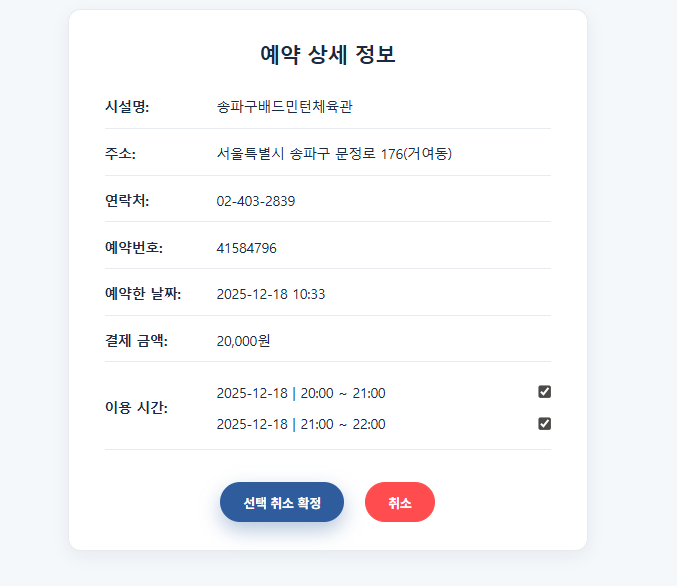 예약 상세 정보
시설명: 송파구배드민턴체육관
주소: 서울특별시 송파구 문정로 176(거여동)
연락처: 02-403-2839
예약번호: 41584796
예약한 날짜: 2025-12-18 10:33
결제 금액: 20,000원
이용 시간:
2025-12-18 | 20:00 ~ 21:00
2025-12-18 | 21:00 ~ 22:00
선택 취소 확정 취소